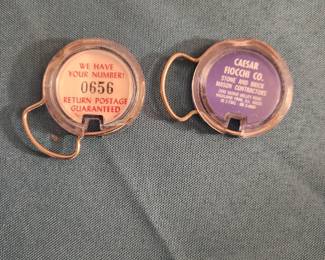 WE HAVE
YOUR NUMBER!
0656
RETURN POSTAGE
GUARANTEED
CAESAR
FIOCCHI CO.
STONE AND BRICK
MASON CONTRACTORS